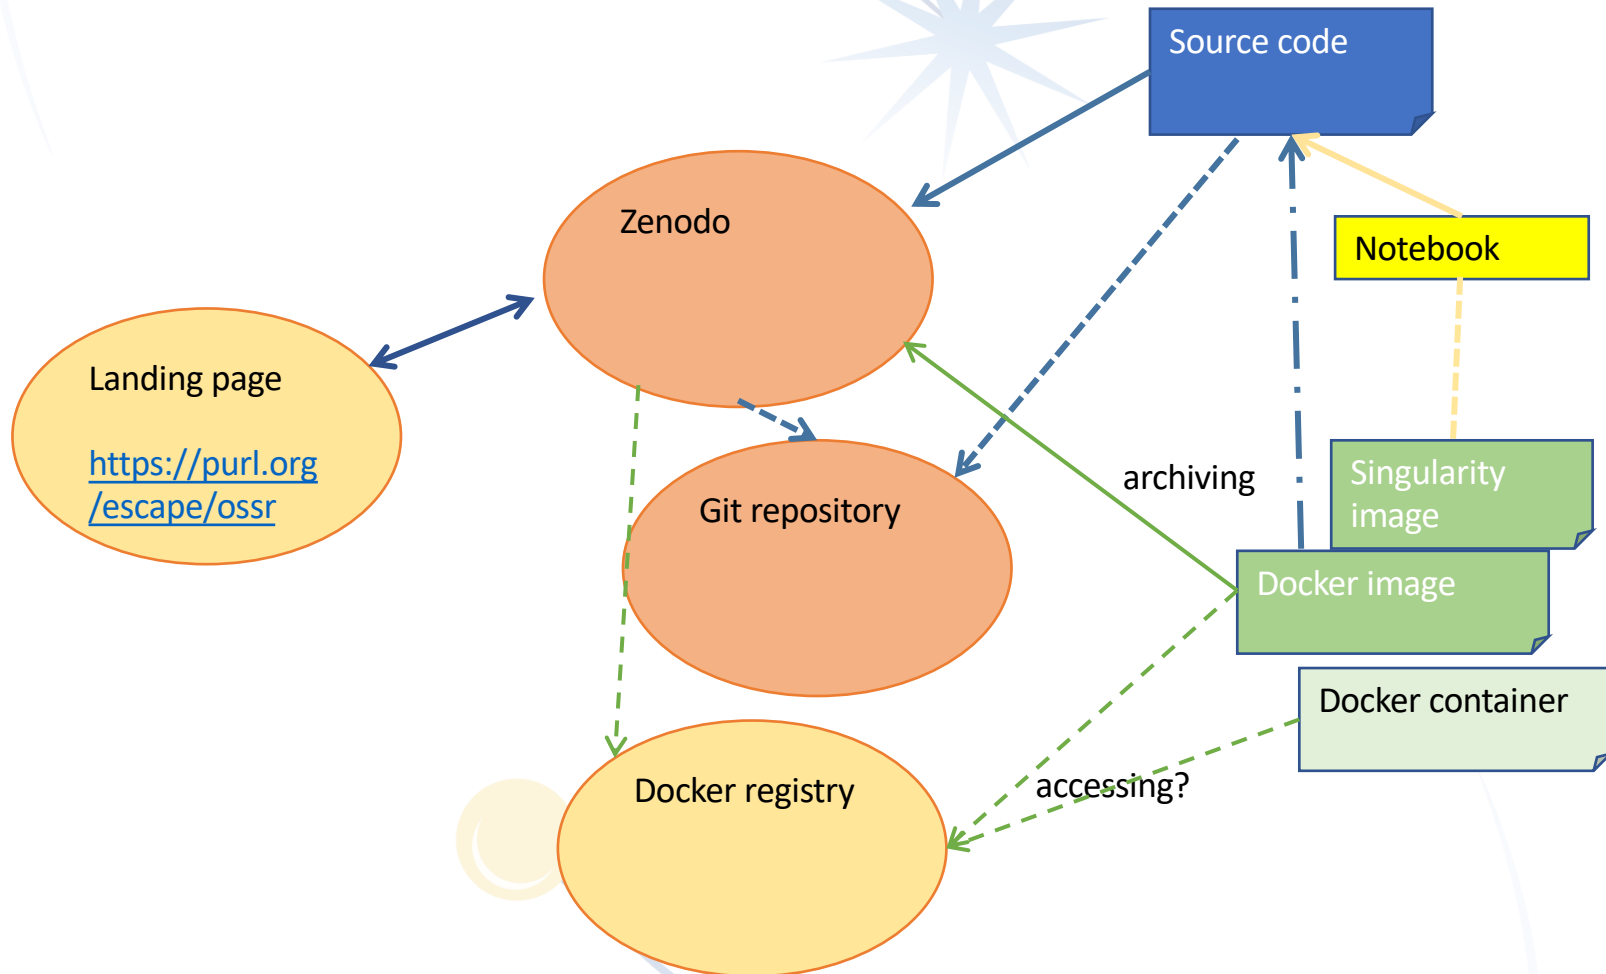 Source code
Zenodo
Notebook
Landing page
https://purl.org
/escape/ossr
Git repository
archiving
Singularity
image
Docker image
Docker container
Docker registry
accessing?